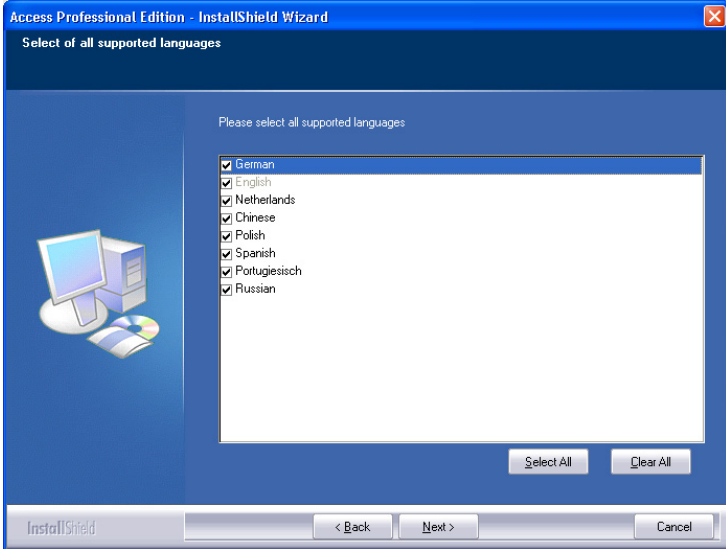 Access Professional Edition - InstallShield Wizard
Select of all supported languages
Please select all supported languages
German
English
Netherlands
Chinese
Polish
Spanish
Portugiesisch
Russian
Select All
Clear All
InstallShield
< Back
Next >
Cancel